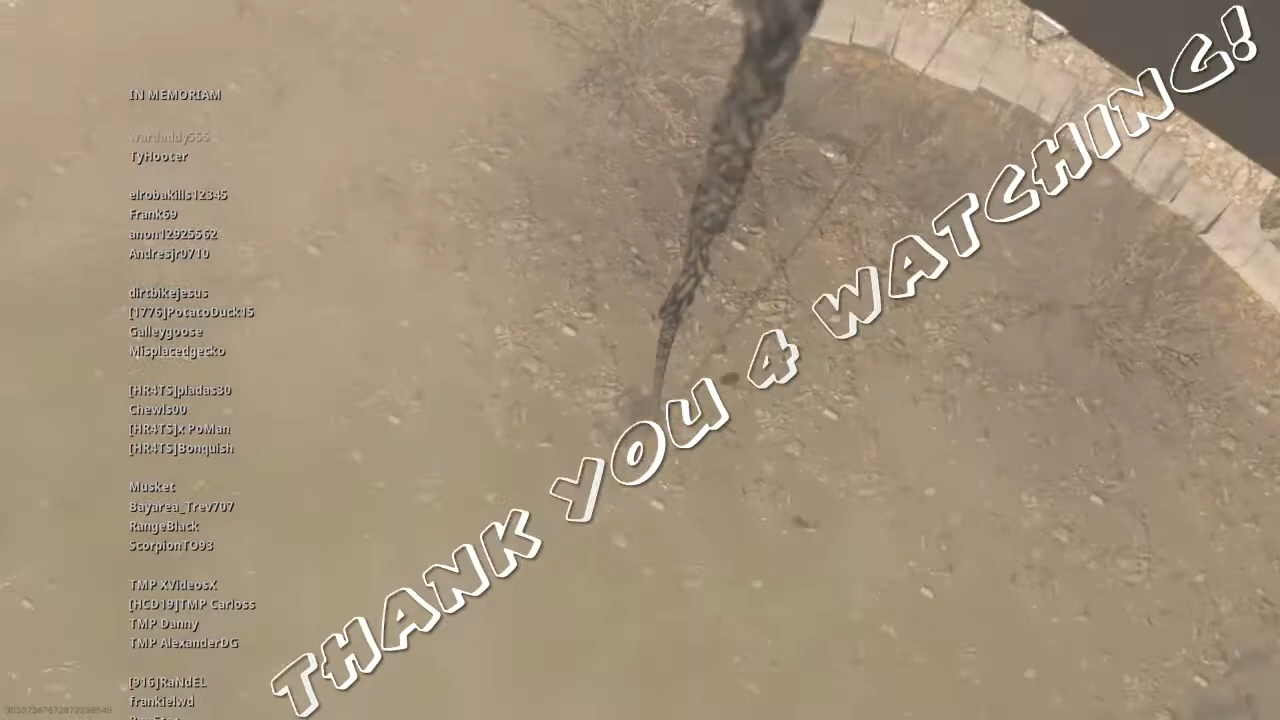 IN MEMORIAM
wardaddy555
TyHooter
elrobakills12345
Frank69
anon12925562
Andresjr0710
dirtbikejesus
[1776]PotatoDuck15
Galleygoose
Misplacedgecko
[HR4TS]piadas30
Chewls00
[HR4TS]x PoMan
[HR4TS]Bonquish
Musket
Bayarea_Trev707
RangeBlack
ScorpionTO93
TMP XVideosX
[HCD19]TMP Carloss
TMP Danny
TMP AlexanderDG
[916]RaNdEL
frankielwd
THANK YOU 4 WATCHING!